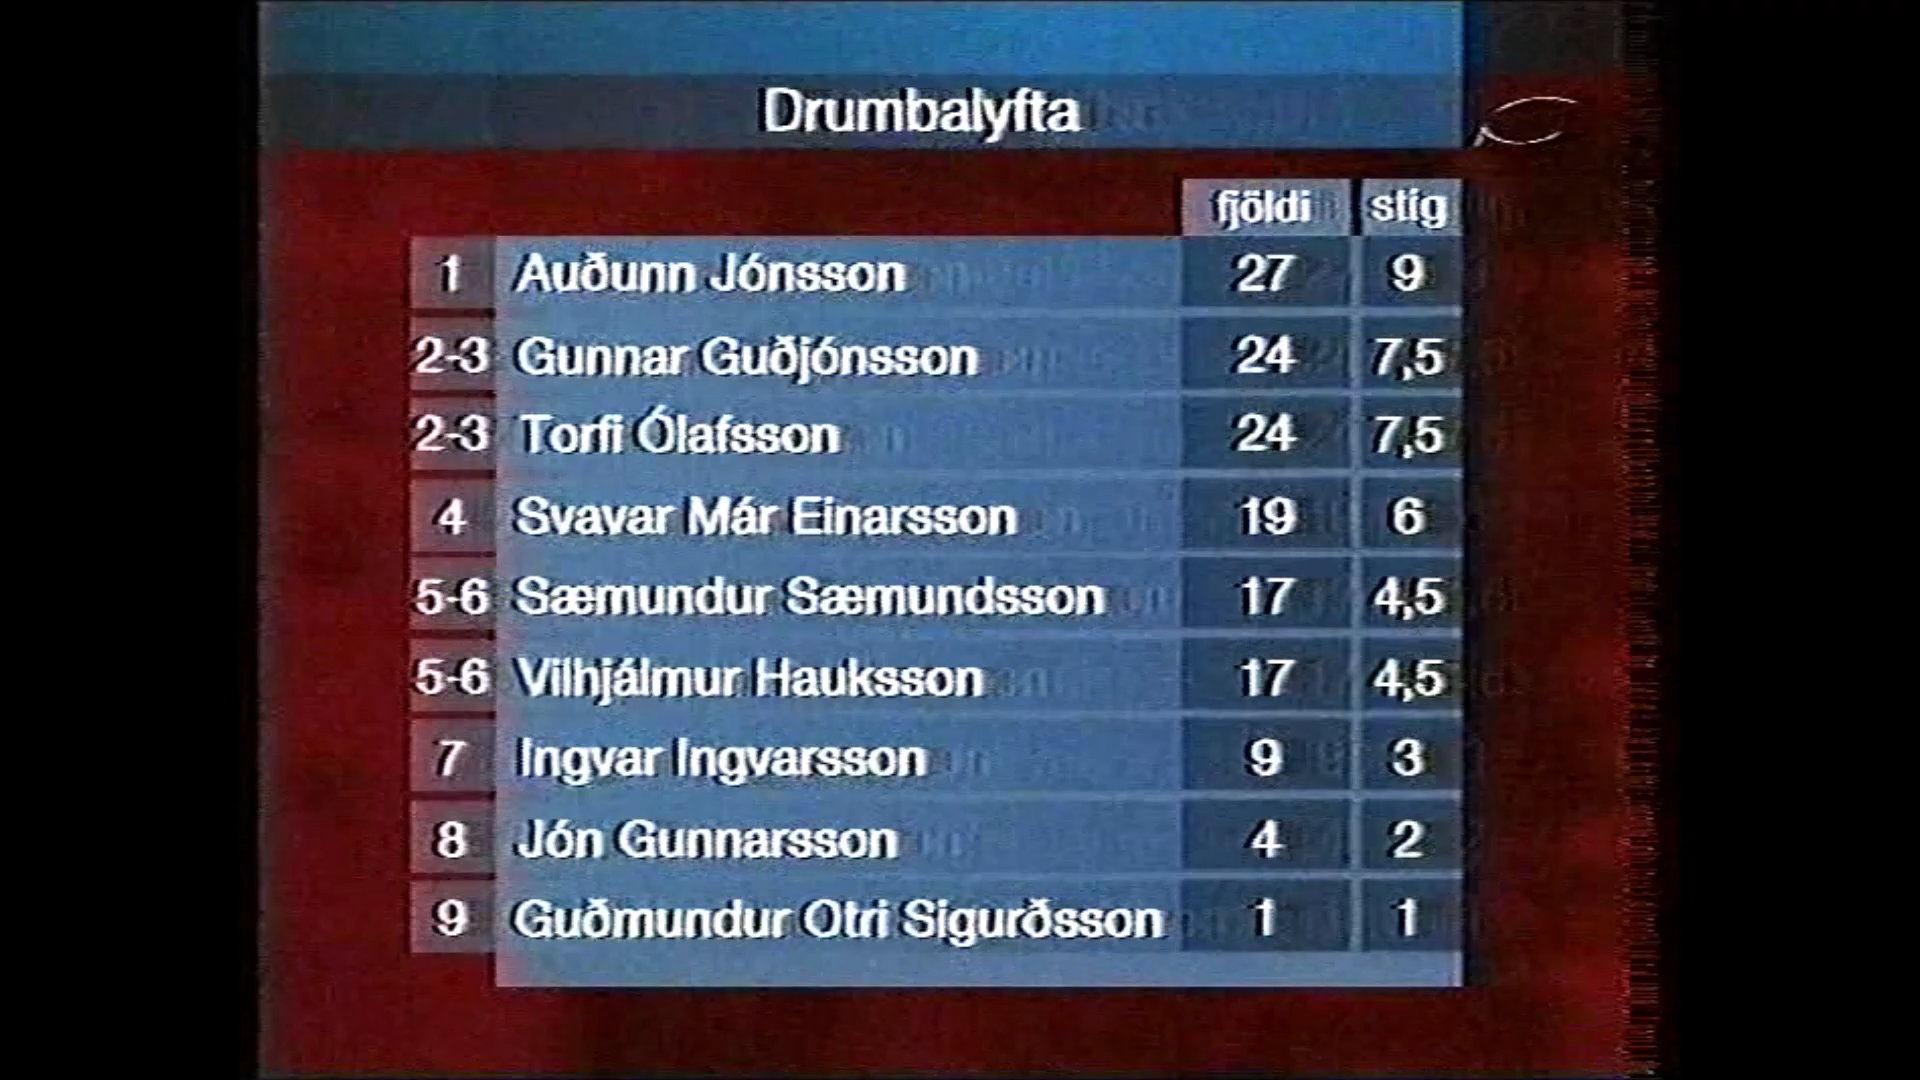 Drumbalyfta
fjöldi stig
1 Auðunn Jónsson 27 9
2-3 Gunnar Guðjónsson 24 7,5
2-3 Torfi Ólafsson 24 7,5
4 Svavar Már Einarsson 19 6
5-6 Sæmundur Sæmundsson 17 4,5
5-6 Vilhjálmur Hauksson 17 4,5
7 Ingvar Ingvarsson 9 3
8 Jón Gunnarsson 4 2
9 Guðmundur Otri Sigurðsson 1 1